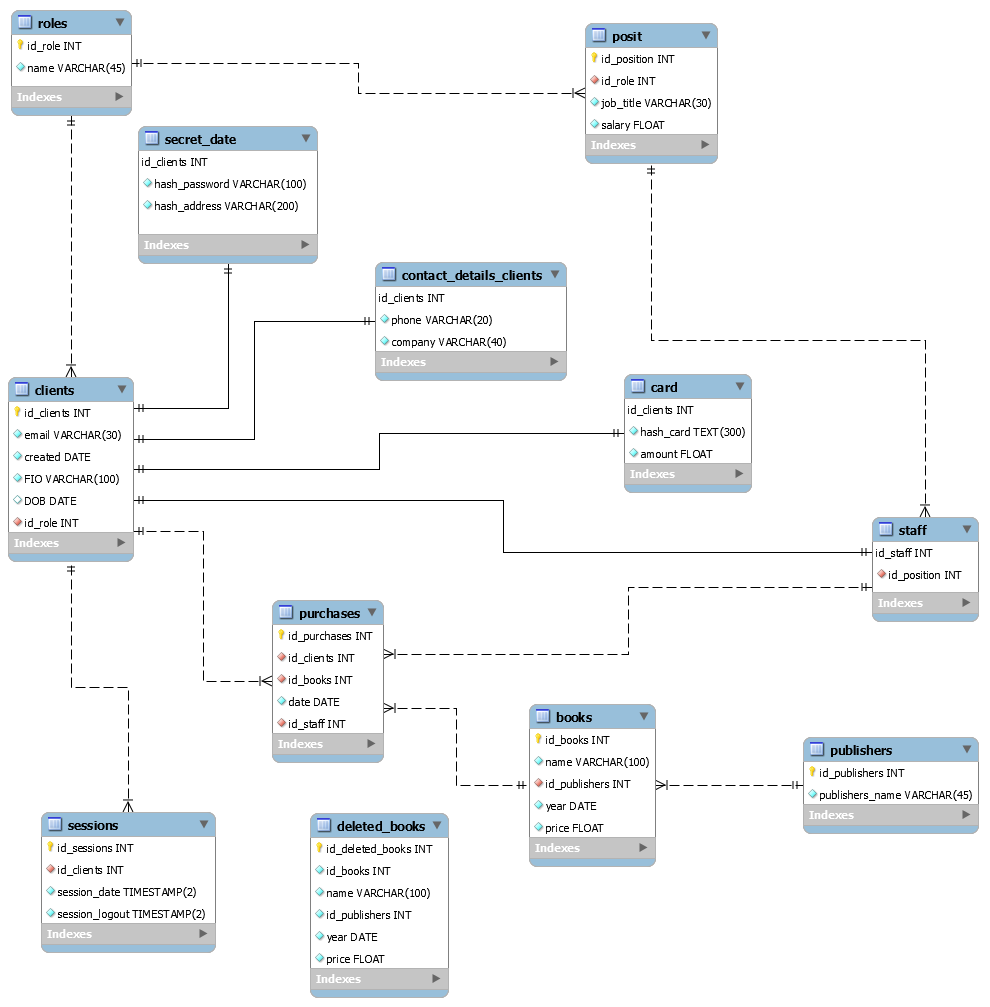 roles
id_role INT
name VARCHAR(45)
Indexes
posit
id_position INT
id_role INT
job_title VARCHAR(30)
salary FLOAT
Indexes
secret_date
id_clients INT
hash_password VARCHAR(100)
hash_address VARCHAR(200)
Indexes
contact_details_clients
id_clients INT
phone VARCHAR(20)
company VARCHAR(40)
Indexes
clients
id_clients INT
email VARCHAR(30)
created DATE
FIO VARCHAR(100)
DOB DATE
id_role INT
Indexes
card
id_clients INT
hash_card TEXT(300)
amount FLOAT
Indexes
staff
id_staff INT
id_position INT
Indexes
purchases
id_purchases INT
id_clients INT
id_books INT
date DATE
id_staff INT
Indexes
books
id_books INT
name VARCHAR(100)
id_publishers INT
year DATE
price FLOAT
Indexes
publishers
id_publishers INT
publishers_name VARCHAR(45)
Indexes
sessions
id_sessions INT
id_clients INT
session_date TIMESTAMP(2)
session_logout TIMESTAMP(2)
Indexes
deleted_books
id_deleted_books INT
id_books INT
name VARCHAR(100)
id_publishers INT
year DATE
price FLOAT
Indexes